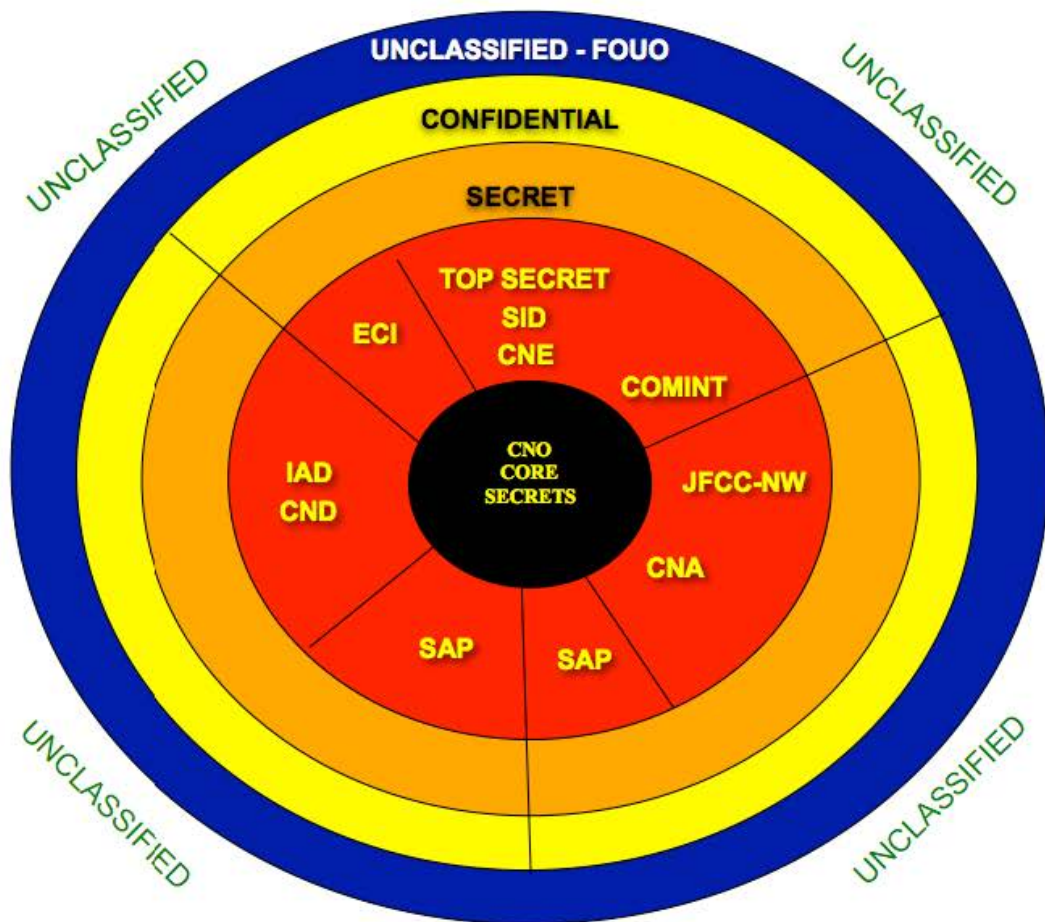 UNCLASSIFIED - FOUO
UNCLASSIFIED
UNCLASSIFIED
CONFIDENTIAL
SECRET
TOP SECRET
SID
CNE
ECI
COMINT
CNO
CORE
SECRETS
IAD
CND
JFCC-NW
CNA
SAP
SAP
UNCLASSIFIED
UNCLASSIFIED